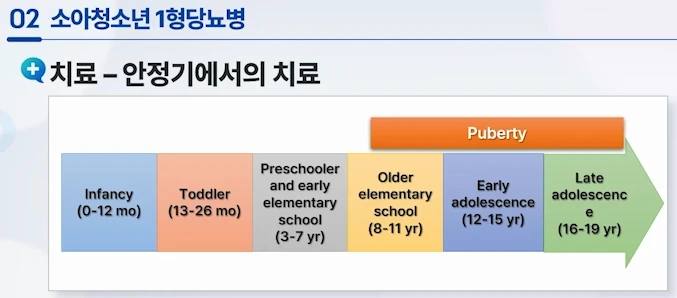 02 소아청소년 1형당뇨병
치료 – 안정기에서의 치료
Puberty
Infancy
(0-12 mo)
Toddler
(13-26 mo)
Preschooler
and early
elementary
school
(3-7 yr)
Older
elementary
school
(8-11 yr)
Early
adolescence
(12-15 yr)
Late
adolescenc
e
(16-19 yr)